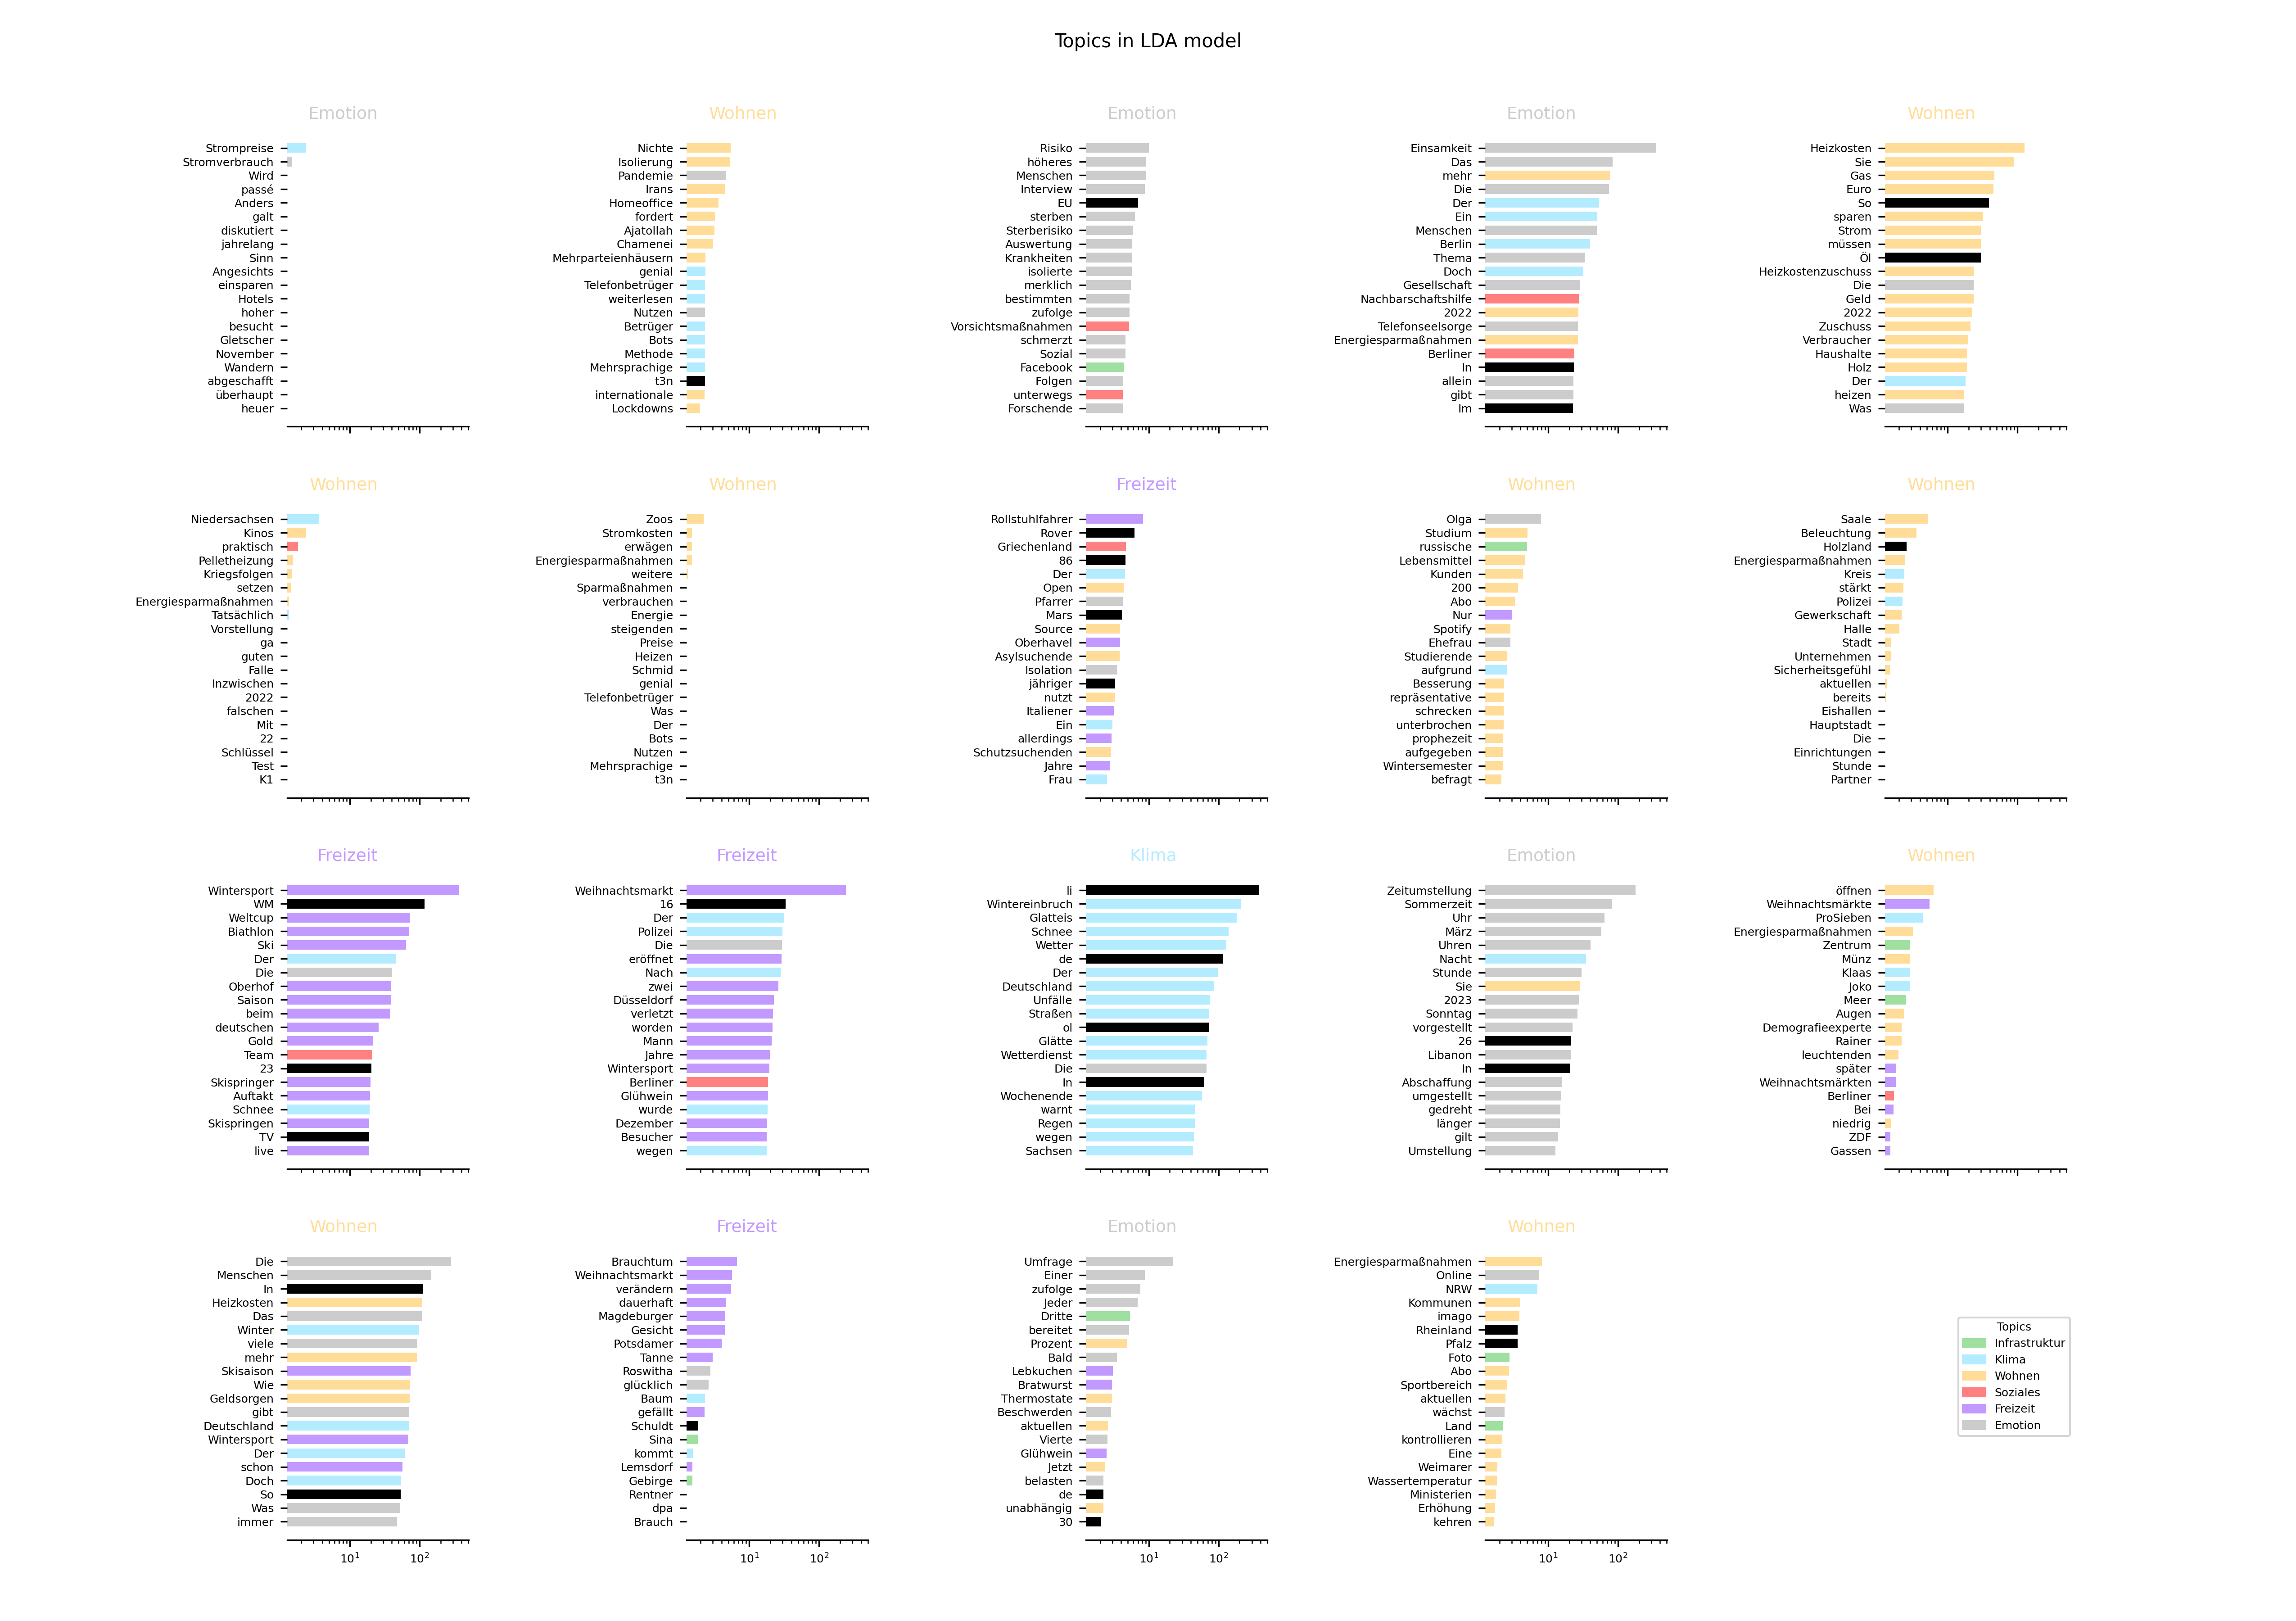 Topics in LDA model
Emotion
Strompreise
Stromverbrauch
Wird
passé
Anders
galt
diskutiert
jahrelang
Sinn
Angesichts
einsparen
Hotels
hoher
besucht
Gletscher
November
Wandern
abgeschafft
überhaupt
heuer
Wohnen
Nichte
Isolierung
Pandemie
Irans
Homeoffice
fordert
Ajatollah
Chamenei
Mehrparteienhäusern
genial
Telefonbetrüger
weiterlesen
Nutzen
Betrüger
Bots
Methode
Mehrsprachige
t3n
internationale
Lockdowns
Emotion
Risiko
höheres
Menschen
Interview
EU
sterben
Sterberisiko
Auswertung
Krankheiten
isolierte
merklich
bestimmten
zufolge
Vorsichtsmaßnahmen
schmerzt
Sozial
Facebook
Folgen
unterwegs
Forschende
Emotion
Einsamkeit
Das
mehr
Die
Der
Ein
Menschen
Berlin
Thema
Doch
Gesellschaft
Nachbarschaftshilfe
2022
Telefonseelsorge
Energiesparmaßnahmen
Berliner
In
allein
gibt
Im
Wohnen
Heizkosten
Sie
Gas
Euro
So
sparen
Strom
müssen
Öl
Heizkostenzuschuss
Die
Geld
2022
Zuschuss
Verbraucher
Haushalte
Holz
Der
heizen
Was
Wohnen
Niedersachsen
Kinos
praktisch
Pelletheizung
Kriegsfolgen
setzen
Energiesparmaßnahmen
Tatsächlich
Vorstellung
ga
guten
Falle
Inzwischen
2022
falschen
Mit
22
Schlüssel
Test
K1
Wohnen
Zoos
Stromkosten
erwägen
Energiesparmaßnahmen
weitere
Sparmaßnahmen
verbrauchen
Energie
steigenden
Preise
Heizen
Schmid
genial
Telefonbetrüger
Was
Der
Bots
Nutzen
Mehrsprachige
t3n
Freizeit
Rollstuhlfahrer
Rover
Griechenland
86
Der
Open
Pfarrer
Mars
Source
Oberhavel
Asylsuchende
Isolation
jähriger
nutzt
Italiener
Ein
allerdings
Schutzsuchenden
Jahre
Frau
Wohnen
Olga
Studium
russische
Lebensmittel
Kunden
200
Abo
Nur
Spotify
Ehefrau
Studierende
aufgrund
Besserung
repräsentative
schrecken
unterbrochen
prophezeit
aufgegeben
Wintersemester
befragt
Wohnen
Saale
Beleuchtung
Holzland
Energiesparmaßnahmen
Kreis
stärkt
Polizei
Gewerkschaft
Halle
Stadt
Unternehmen
Sicherheitsgefühl
aktuellen
bereits
Eishallen
Hauptstadt
Die
Einrichtungen
Stunde
Partner
Freizeit
Wintersport
WM
Weltcup
Biathlon
Ski
Der
Die
Oberhof
Saison
beim
deutschen
Gold
Team
23
Skispringer
Auftakt
Schnee
Skispringen
TV
live
Freizeit
Weihnachtsmarkt
16
Der
Polizei
Die
eröffnet
Nach
zwei
Düsseldorf
verletzt
worden
Mann
Jahre
Wintersport
Berliner
Glühwein
wurde
Dezember
Besucher
wegen
Klima
li
Wintereinbruch
Glatteis
Schnee
Wetter
de
Der
Deutschland
Unfälle
Straßen
ol
Glätte
Wetterdienst
Die
In
Wochenende
warnt
Regen
wegen
Sachsen
Emotion
Zeitumstellung
Sommerzeit
Uhr
März
Uhren
Nacht
Stunde
Sie
2023
Sonntag
vorgestellt
26
Libanon
In
Abschaffung
umgestellt
gedreht
länger
gilt
Umstellung
Wohnen
öffnen
Weihnachtsmärkte
ProSieben
Energiesparmaßnahmen
Zentrum
Münz
Klaas
Joko
Meer
Augen
Demografieexperte
Rainer
leuchtenden
später
Weihnachtsmärkten
Berliner
Bei
niedrig
ZDF
Gassen
Wohnen
Die
Menschen
In
Heizkosten
Das
Winter
viele
mehr
Skisaison
Wie
Geldsorgen
gibt
Deutschland
Wintersport
Der
schon
Doch
So
Was
immer
10¹ 10²
Freizeit
Brauchtum
Weihnachtsmarkt
verändern
dauerhaft
Magdeburger
Gesicht
Potsdamer
Tanne
Roswitha
glücklich
Baum
gefällt
Schuldt
Sina
kommt
Lemsdorf
Gebirge
Rentner
dpa
Brauch
10¹ 10²
Emotion
Umfrage
Einer
zufolge
Jeder
Dritte
bereitet
Prozent
Bald
Lebkuchen
Bratwurst
Thermostate
Beschwerden
aktuellen
Vierte
Glühwein
Jetzt
belasten
de
unabhängig
30
10¹ 10²
Wohnen
Energiesparmaßnahmen
Online
NRW
Kommunen
imago
Rheinland
Pfalz
Foto
Abo
Sportbereich
aktuellen
wächst
Land
kontrollieren
Eine
Weimarer
Wassertemperatur
Ministerien
Erhöhung
kehren
10¹ 10²
Topics
Infrastruktur
Klima
Wohnen
Soziales
Freizeit
Emotion